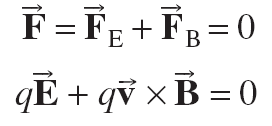 F⃗ = F⃗_E + F⃗_B = 0
qE⃗ + qv⃗ × B⃗ = 0